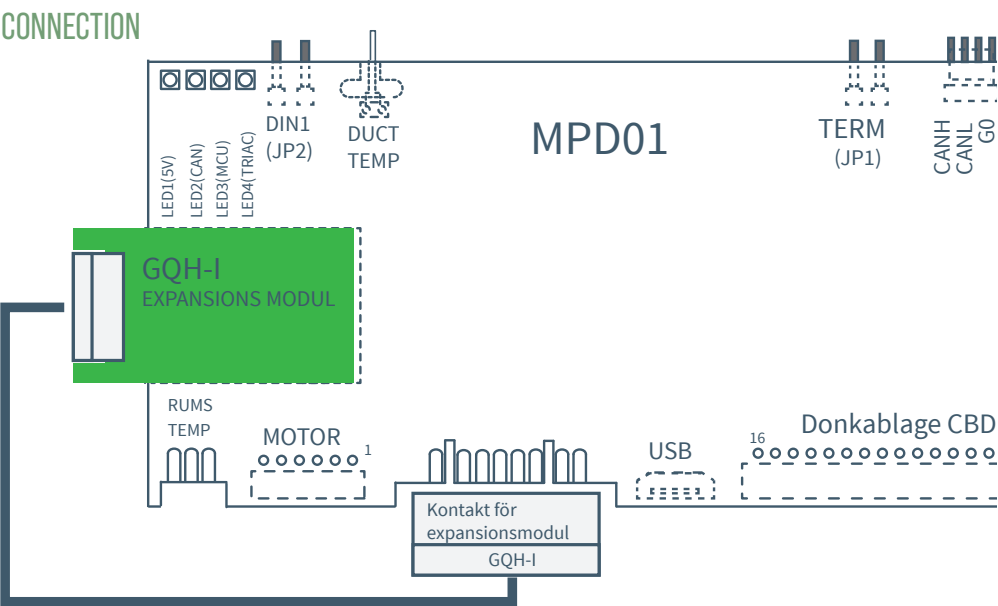 CONNECTION
DIN1
(JP2)
DUCT
TEMP
MPD01
TERM
(JP1)
CANH
CANL
G0
LED1(5V)
LED2(CAN)
LED3(MCU)
LED4(TRIAC)
GQH-I
EXPANSIONS MODUL
RUMS
TEMP
MOTOR
1
USB
16
Donkablage CBD
Kontakt för
expansionsmodul
GQH-I